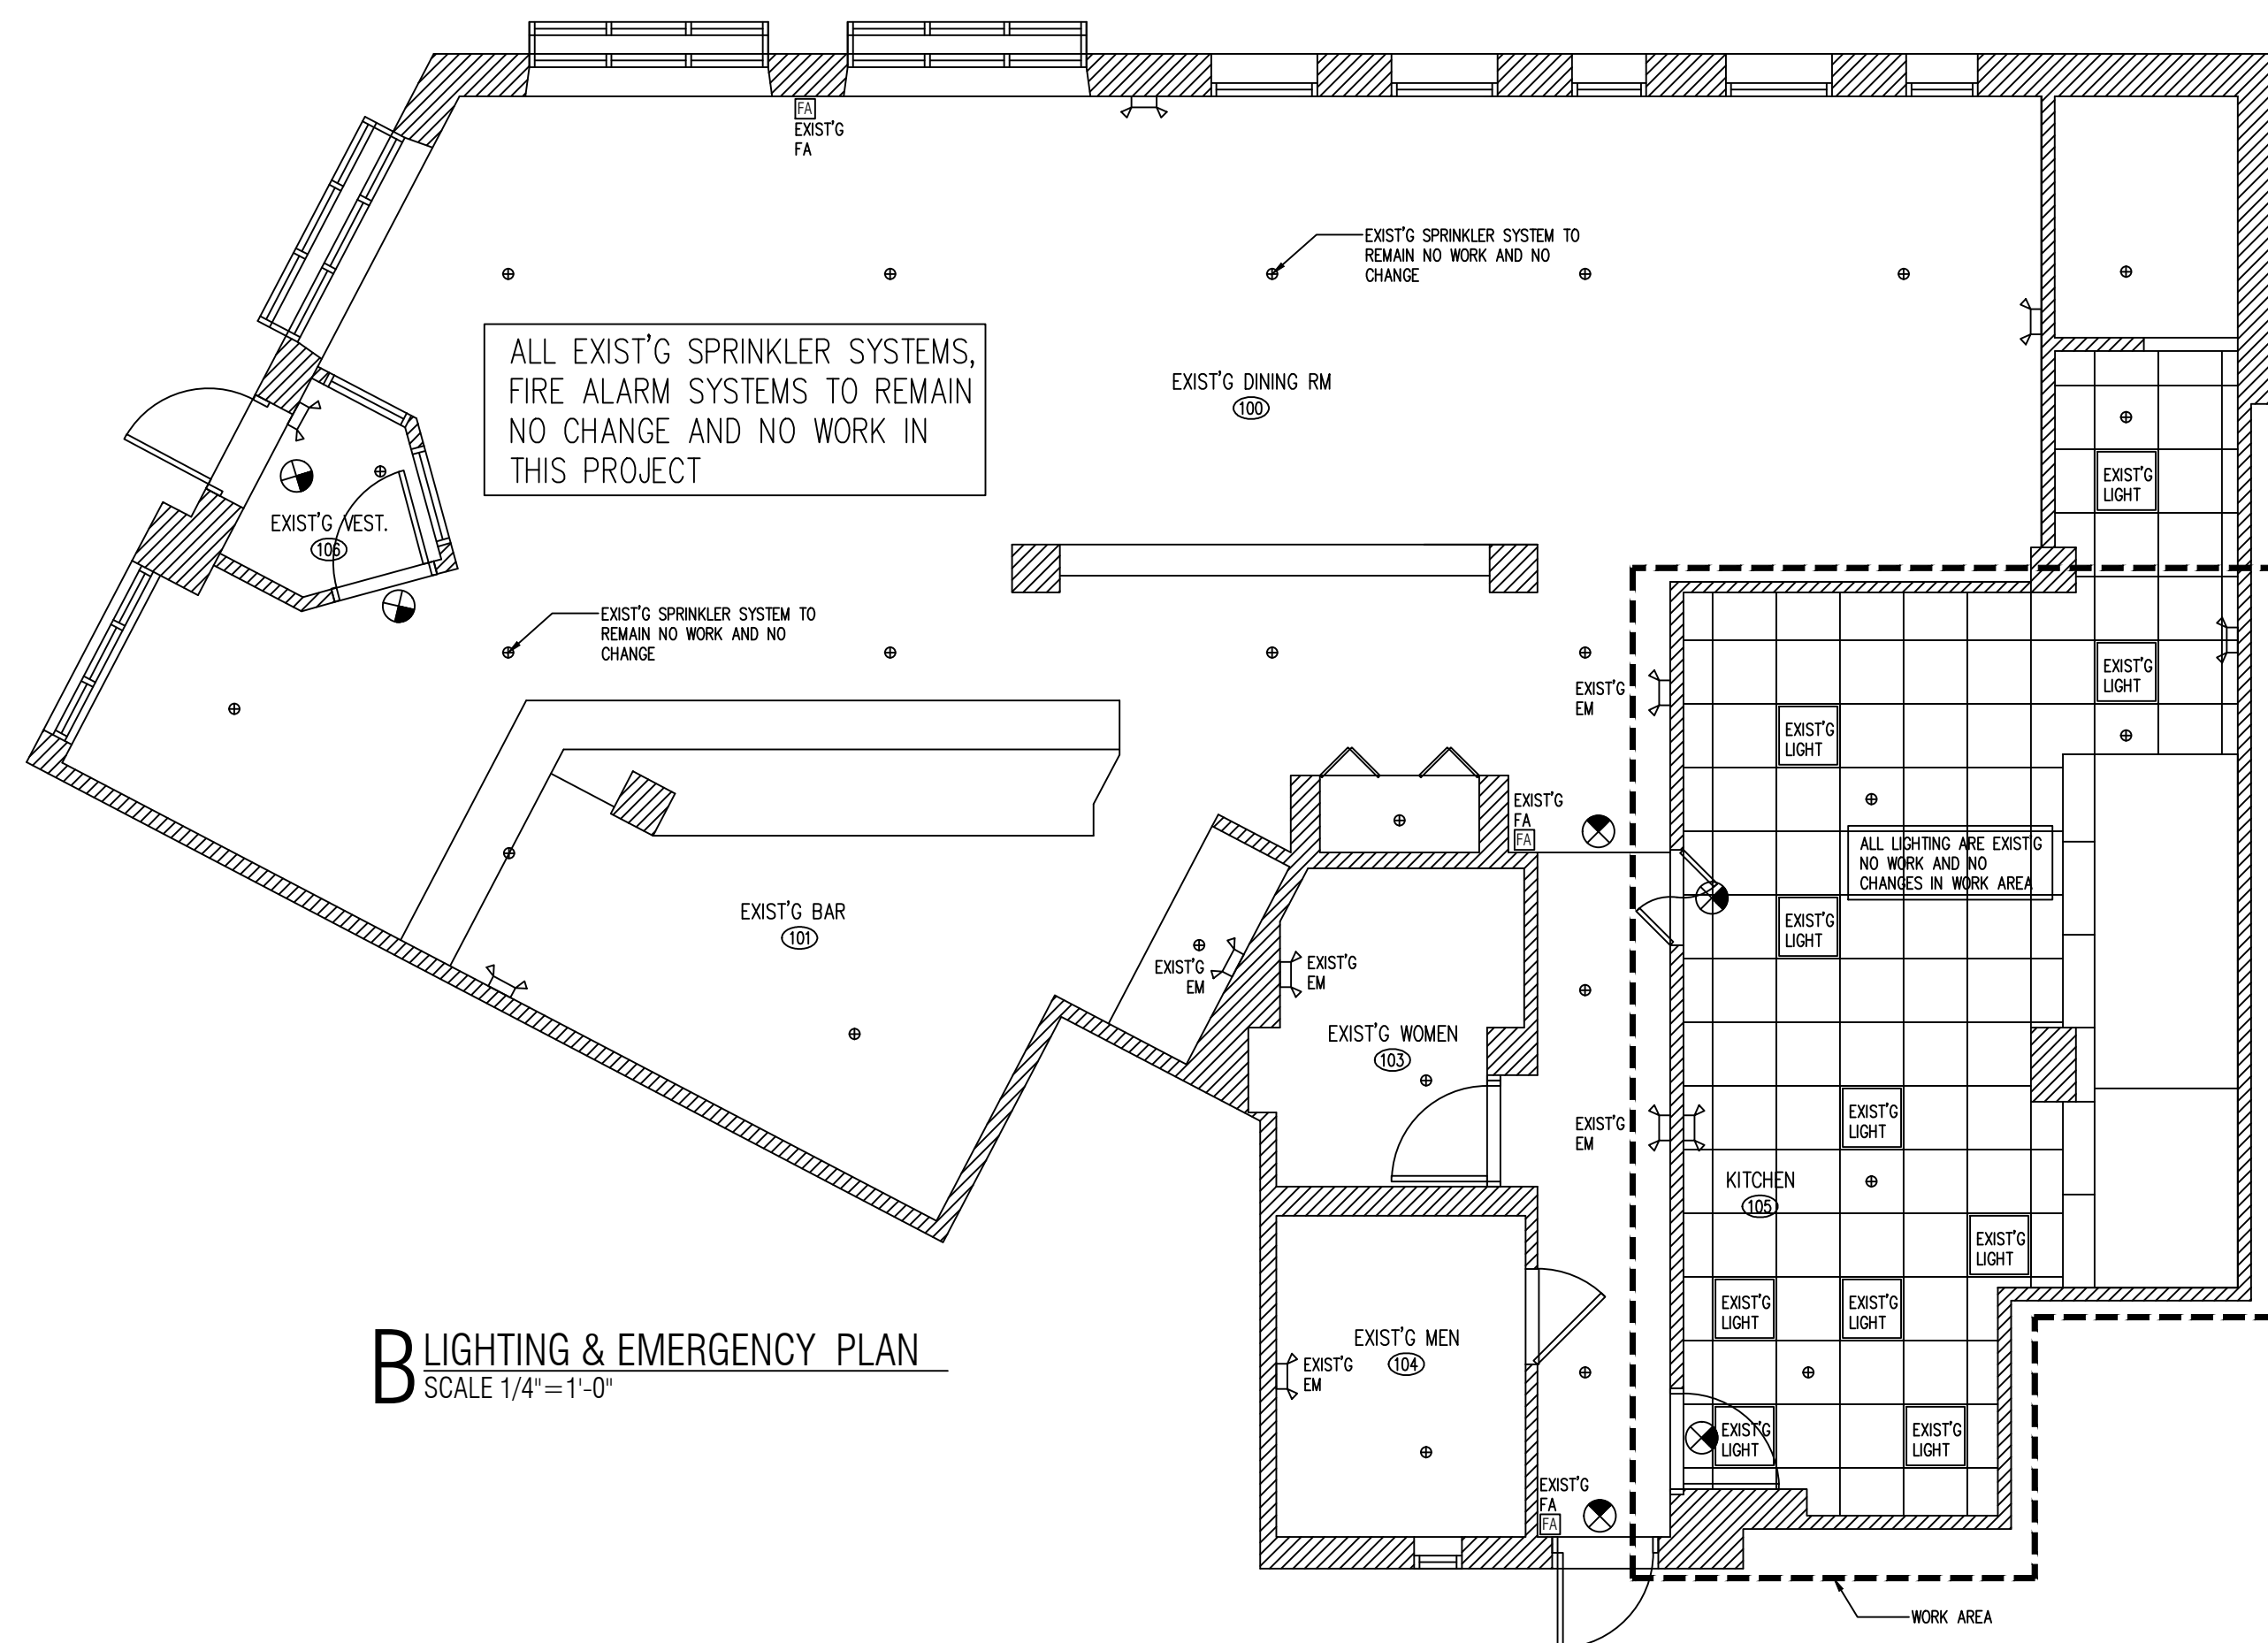 FA
EXIST'G
FA
EXIST'G SPRINKLER SYSTEM TO
REMAIN NO WORK AND NO
CHANGE
ALL EXIST'G SPRINKLER SYSTEMS,
FIRE ALARM SYSTEMS TO REMAIN
NO CHANGE AND NO WORK IN
THIS PROJECT
EXIST'G DINING RM
100
EXIST'G
LIGHT
EXIST'G VEST.
106
EXIST'G SPRINKLER SYSTEM TO
REMAIN NO WORK AND NO
CHANGE
EXIST'G
EM
EXIST'G
LIGHT
EXIST'G
LIGHT
EXIST'G
FA
FA
ALL LIGHTING ARE EXIST'G
NO WORK AND NO
CHANGES IN WORK AREA
EXIST'G BAR
101
EXIST'G
LIGHT
EXIST'G
EM
EXIST'G
EM
EXIST'G WOMEN
103
EXIST'G
EM
EXIST'G
LIGHT
KITCHEN
105
EXIST'G
LIGHT
EXIST'G
LIGHT
EXIST'G
LIGHT
EXIST'G MEN
104
EXIST'G
EM
B LIGHTING & EMERGENCY PLAN
SCALE 1/4"=1'-0"
EXIST'G
LIGHT
EXIST'G
LIGHT
EXIST'G
FA
FA
WORK AREA